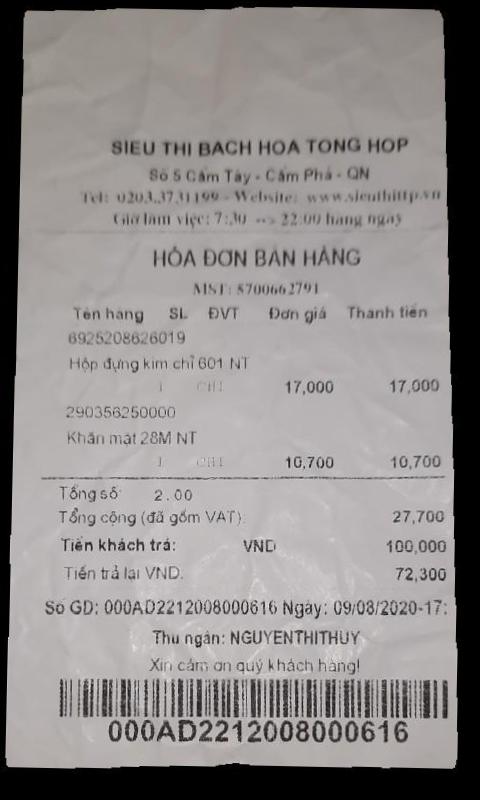 SIEU THI BACH HOA TONG HOP
Số 5 Cẩm Tây - Cẩm Phả - QN
Tel: 0203.3731199 - Website: www.sieuthittp.vn
Giờ làm việc: 7:30 --> 22:00 hàng ngày
HÓA ĐƠN BÁN HÀNG
MST: 5700662791
Tên hàng SL ĐVT Đơn giá Thành tiền
6925208626019
Hộp đựng kim chỉ 601 NT
1 CHI 17,000 17,000
290356250000
Khăn mặt 28M NT
1 CHI 10,700 10,700
Tổng số: 2.00
Tổng cộng (đã gồm VAT): 27,700
Tiền khách trả: VND 100,000
Tiền trả lại VND. 72,300
Số GD: 000AD2212008000616 Ngày: 09/08/2020-17:
Thu ngân: NGUYENTHITHUY
Xin cảm ơn quý khách hàng!
000AD2212008000616